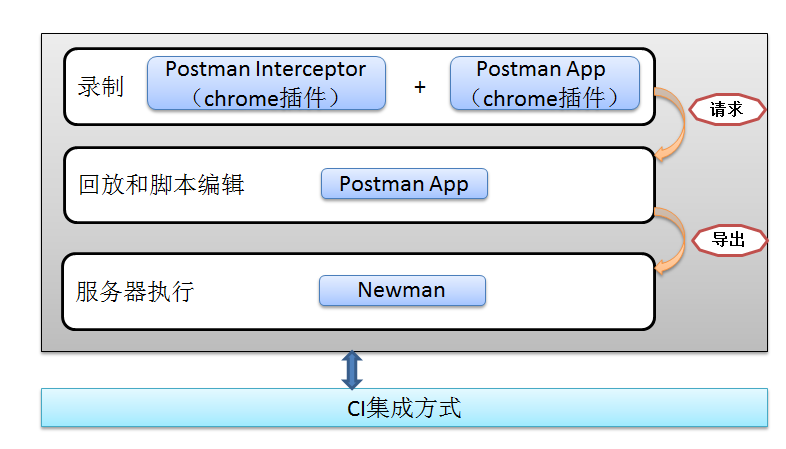 录制
Postman Interceptor
（chrome插件）
+
Postman App
（chrome插件）
请求
回放和脚本编辑
Postman App
导出
服务器执行
Newman
CI集成方式